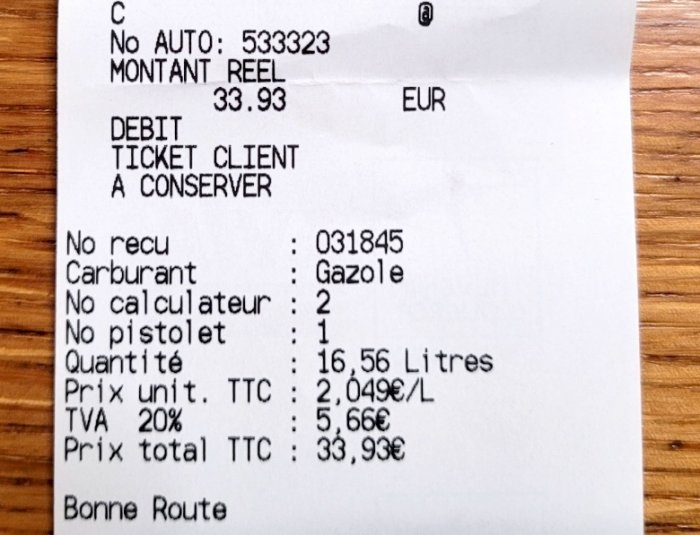 C @
No AUTO: 533323
MONTANT REEL
33.93 EUR
DEBIT
TICKET CLIENT
A CONSERVER
No recu : 031845
Carburant : Gazole
No calculateur : 2
No pistolet : 1
Quantité : 16,56 Litres
Prix unit. TTC : 2,049€/L
TVA 20% : 5,66€
Prix total TTC : 33,93€
Bonne Route